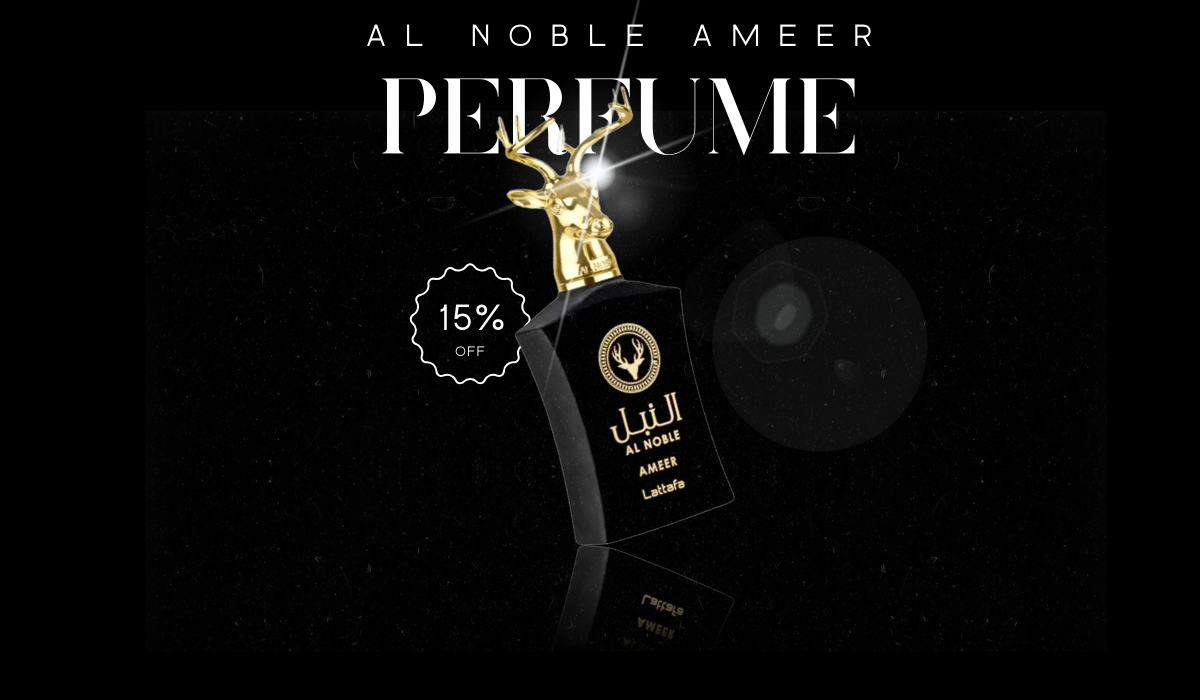 AL NOBLE AMEER
PERFUME
15%
OFF
النبل
AL NOBLE
AMEER
Lattafa